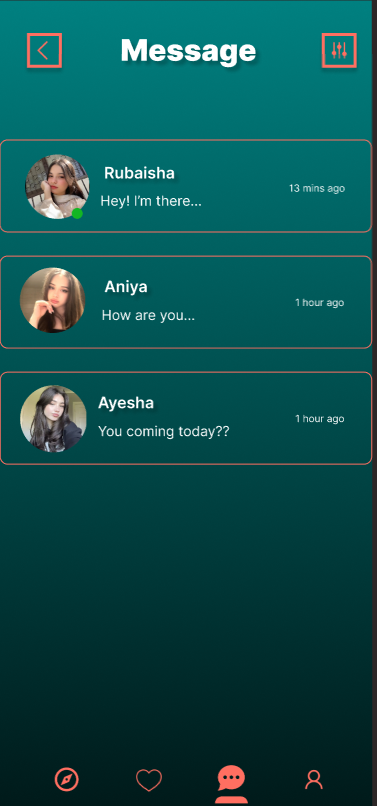 Message
Rubaisha
Hey! I'm there...
13 mins ago
Aniya
How are you...
1 hour ago
Ayesha
You coming today??
1 hour ago